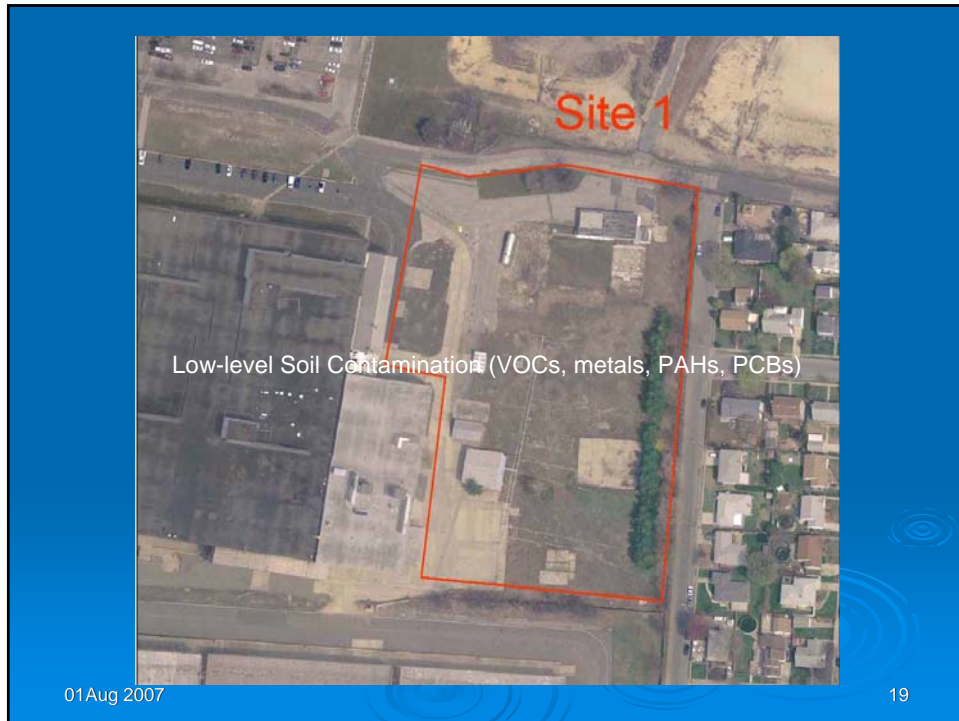 Site 1
Low-level Soil Contamination (VOCs, metals, PAHs, PCBs)
01Aug 2007
19